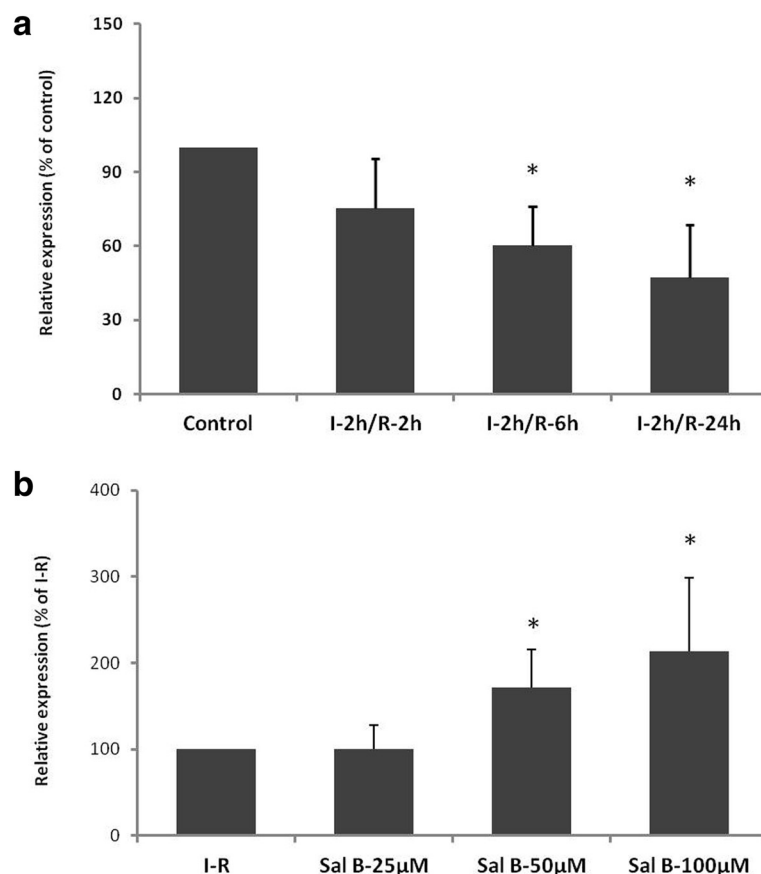 a
Relative expression (% of control)
150
120
90
60
30
0
*
*
Control
I-2h/R-2h
I-2h/R-6h
I-2h/R-24h
b
Relative expression (% of I-R)
400
300
200
100
0
*
*
I-R
Sal B-25μM
Sal B-50μM
Sal B-100μM